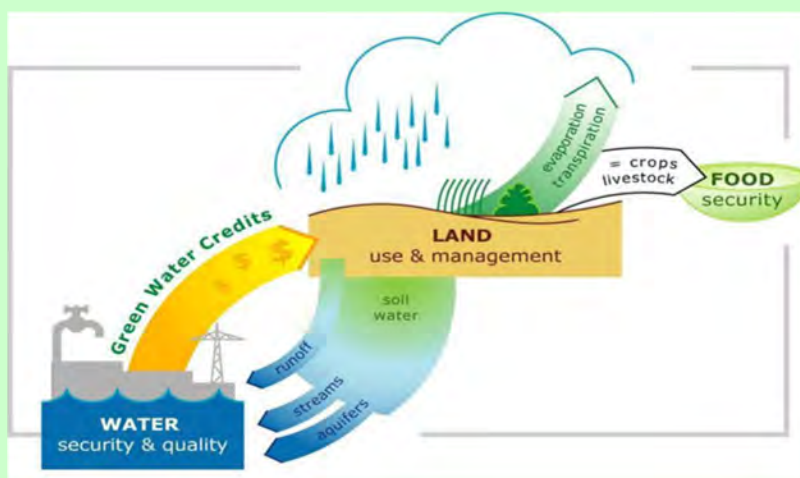 evaporation
transpiration
= crops
livestock
FOOD
security
LAND
use & management
Green Water Credits
$ $ $
soil
water
runoff
streams
aquifers
WATER
security & quality